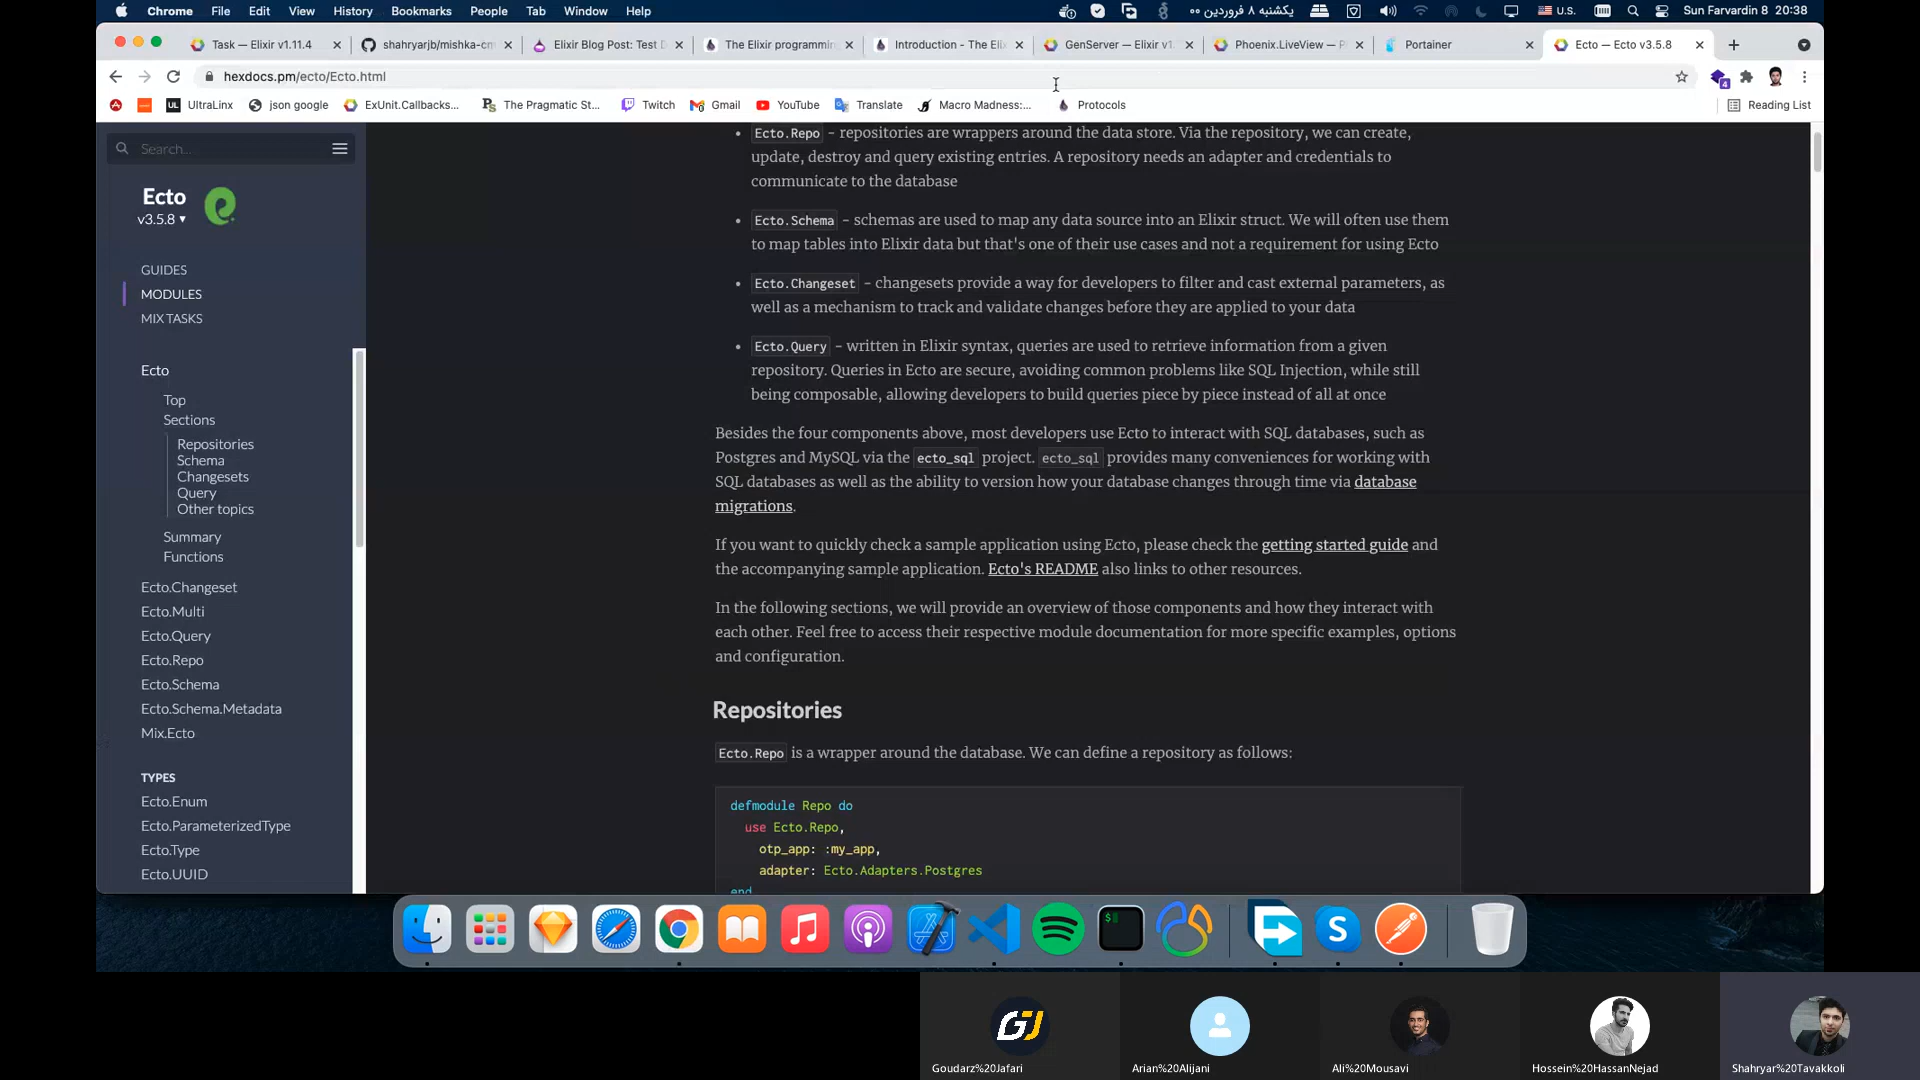 Chrome File Edit View History Bookmarks People Tab Window Help یکشنبه ۸ فروردین ۰۰ U.S. Sun Farvardin 8 20:38
Task — Elixir v1.11.4 shahryarjb/mishka-cm Elixir Blog Post: Test D The Elixir programmin Introduction - The Eli GenServer — Elixir v1. Phoenix.LiveView — P Portainer Ecto — Ecto v3.5.8
hexdocs.pm/ecto/Ecto.html 4
UL UltraLinx json google ExUnit.Callbacks... Ps The Pragmatic St... Twitch Gmail YouTube Translate Macro Madness:... Protocols Reading List
Search...
Ecto
v3.5.8
GUIDES
MODULES
MIX TASKS
Ecto
Top
Sections
Repositories
Schema
Changesets
Query
Other topics
Summary
Functions
Ecto.Changeset
Ecto.Multi
Ecto.Query
Ecto.Repo
Ecto.Schema
Ecto.Schema.Metadata
Mix.Ecto
TYPES
Ecto.Enum
Ecto.ParameterizedType
Ecto.Type
Ecto.UUID
• Ecto.Repo - repositories are wrappers around the data store. Via the repository, we can create,
update, destroy and query existing entries. A repository needs an adapter and credentials to
communicate to the database
• Ecto.Schema - schemas are used to map any data source into an Elixir struct. We will often use them
to map tables into Elixir data but that's one of their use cases and not a requirement for using Ecto
• Ecto.Changeset - changesets provide a way for developers to filter and cast external parameters, as
well as a mechanism to track and validate changes before they are applied to your data
• Ecto.Query - written in Elixir syntax, queries are used to retrieve information from a given
repository. Queries in Ecto are secure, avoiding common problems like SQL Injection, while still
being composable, allowing developers to build queries piece by piece instead of all at once
Besides the four components above, most developers use Ecto to interact with SQL databases, such as
Postgres and MySQL via the ecto_sql project. ecto_sql provides many conveniences for working with
SQL databases as well as the ability to version how your database changes through time via database
migrations.
If you want to quickly check a sample application using Ecto, please check the getting started guide and
the accompanying sample application. Ecto's README also links to other resources.
In the following sections, we will provide an overview of those components and how they interact with
each other. Feel free to access their respective module documentation for more specific examples, options
and configuration.
Repositories
Ecto.Repo is a wrapper around the database. We can define a repository as follows:
defmodule Repo do
use Ecto.Repo,
otp_app: :my_app,
adapter: Ecto.Adapters.Postgres
end
GJ
Goudarz%20Jafari Arian%20Alijani Ali%20Mousavi Hossein%20HassanNejad Shahryar%20Tavakkoli